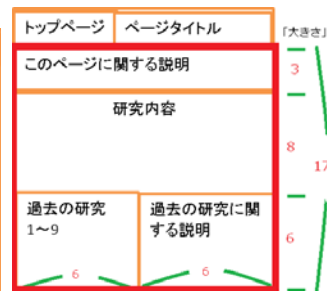 トップページ ページタイトル 「大きさ」
このページに関する説明 3
研究内容
8
17
過去の研究 過去の研究に関
1～9 する説明 6
6 6